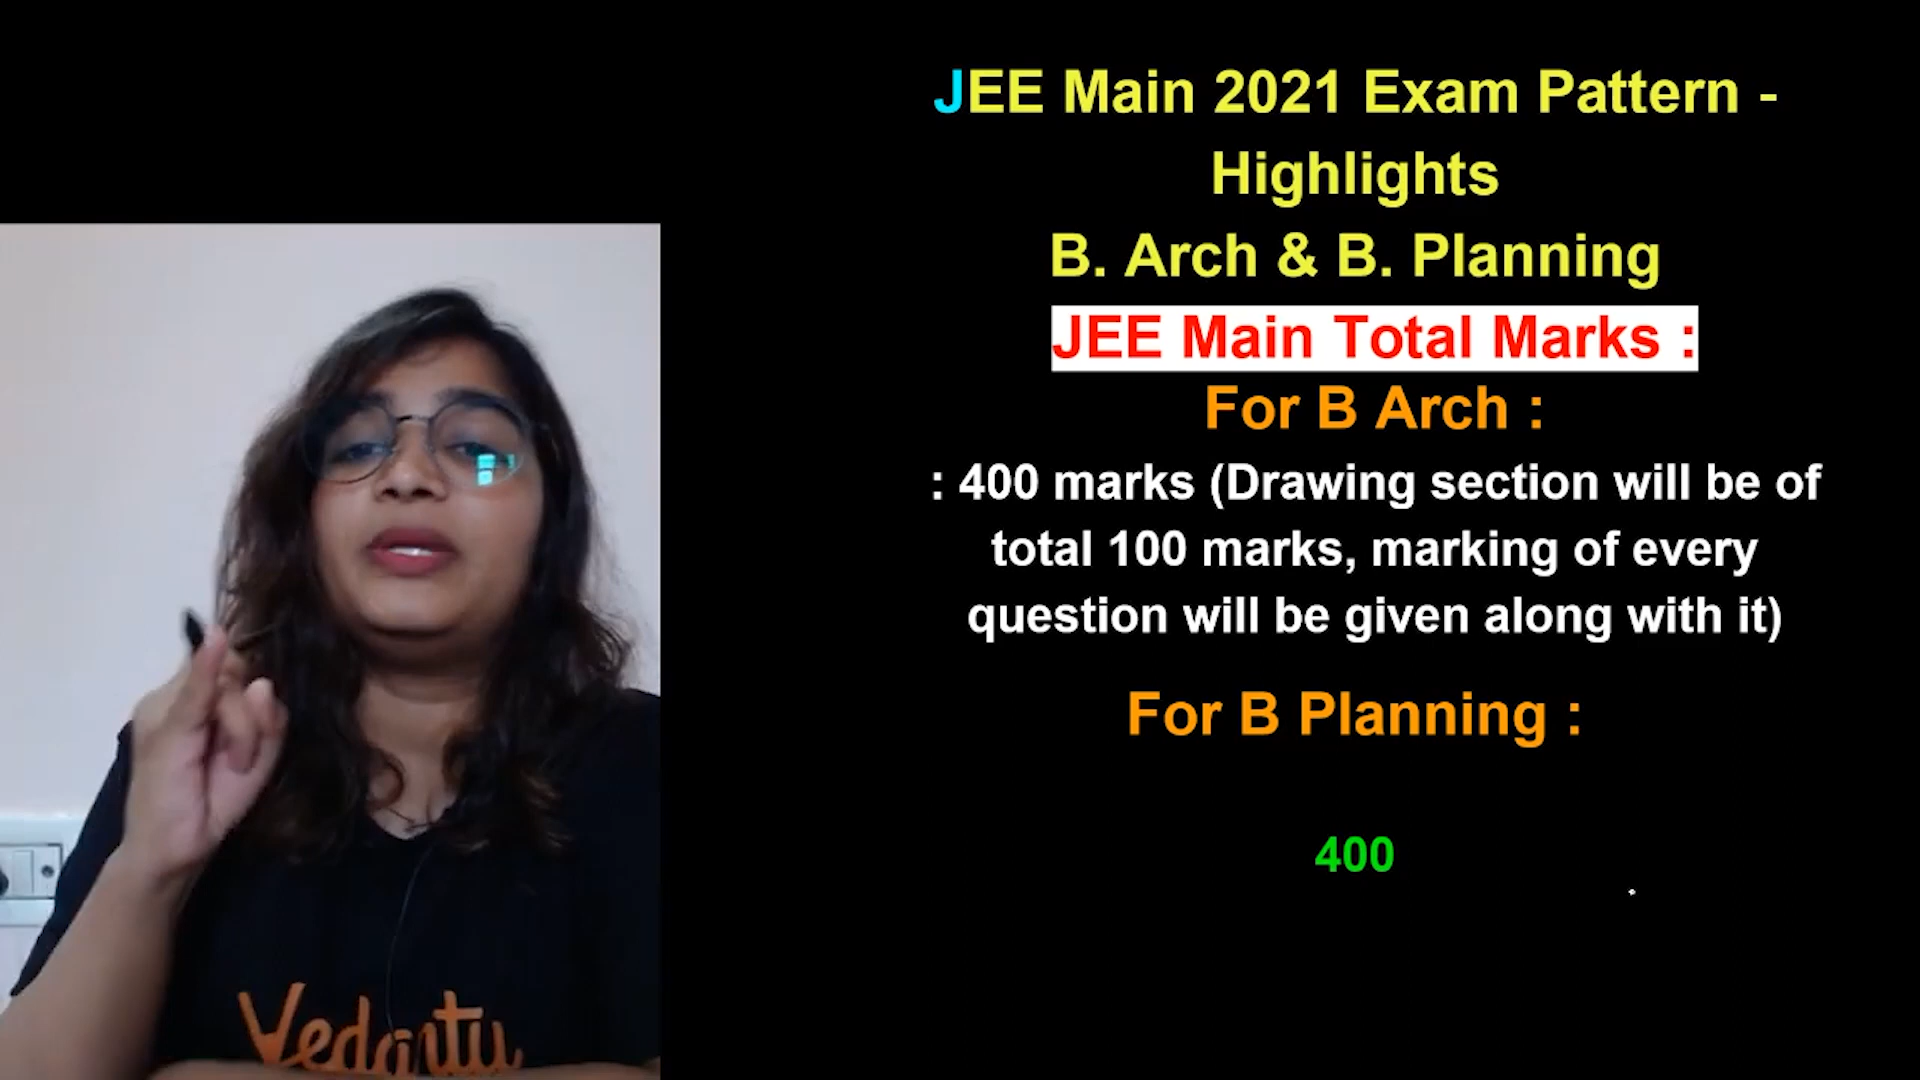 JEE Main 2021 Exam Pattern -
Highlights
B. Arch & B. Planning
JEE Main Total Marks :
For B Arch :
: 400 marks (Drawing section will be of
total 100 marks, marking of every
question will be given along with it)
For B Planning :
400
Vedantu